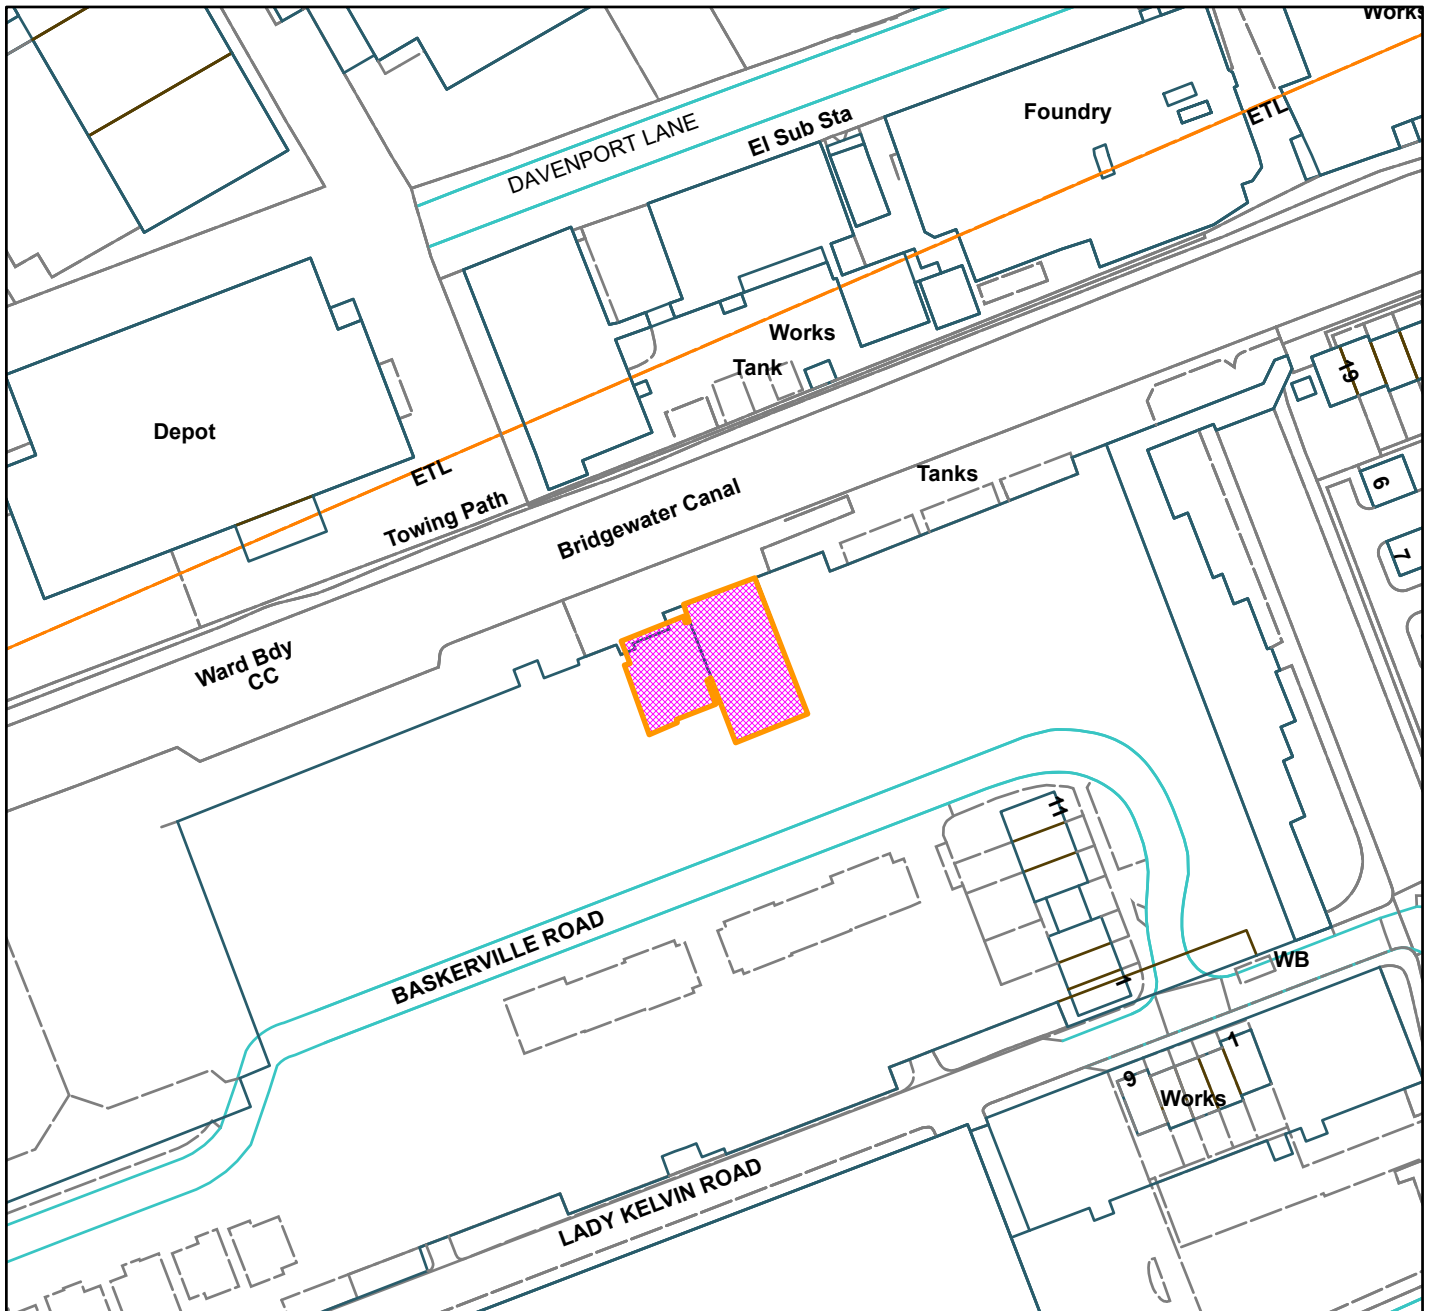 Works
DAVENPORT LANE
El Sub Sta
Foundry
ETL
Works
Tank
19
Depot
ETL
Towing Path
Bridgewater Canal
Tanks
6
7
Ward Bdy
CC
11
BASKERVILLE ROAD
1
WB
1
9
Works
LADY KELVIN ROAD